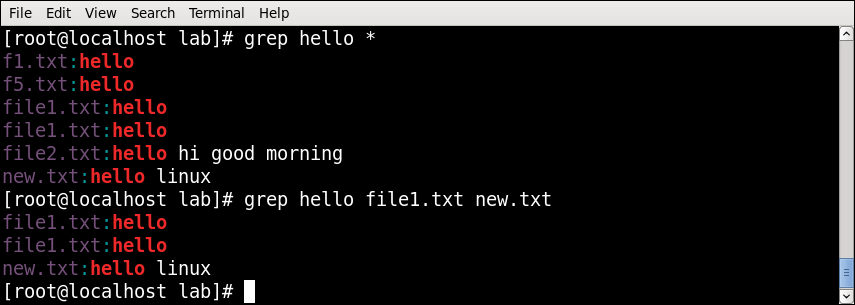 File Edit View Search Terminal Help
[root@localhost lab]# grep hello *
f1.txt:hello
f5.txt:hello
file1.txt:hello
file1.txt:hello
file2.txt:hello hi good morning
new.txt:hello linux
[root@localhost lab]# grep hello file1.txt new.txt
file1.txt:hello
file1.txt:hello
new.txt:hello linux
[root@localhost lab]#